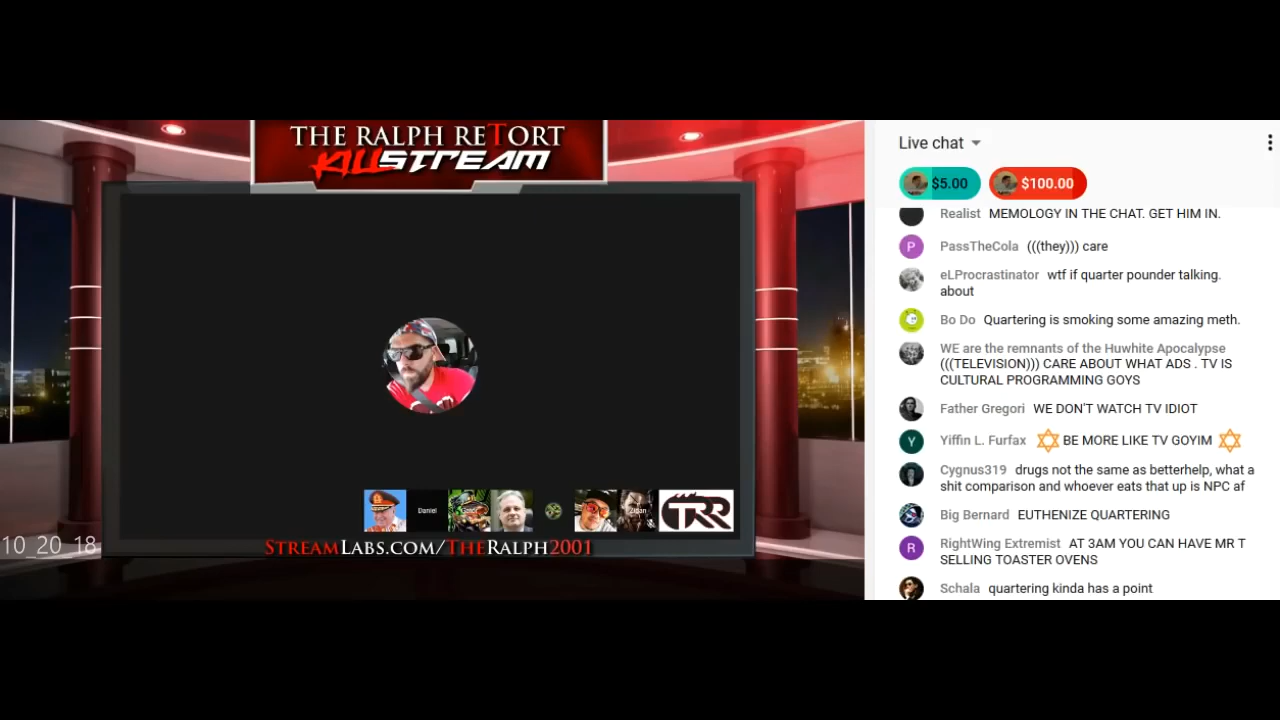 THE RALPH RETORT
KILLSTREAM
Live chat
$5.00
$100.00
Realist MEMOLOGY IN THE CHAT. GET HIM IN.
P PassTheCola (((they))) care
eLProcrastinator wtf if quarter pounder talking.
about
Bo Do Quartering is smoking some amazing meth.
WE are the remnants of the Huwhite Apocalypse
(((TELEVISION))) CARE ABOUT WHAT ADS . TV IS
CULTURAL PROGRAMMING GOYS
Father Gregori WE DON'T WATCH TV IDIOT
Y Yiffin L. Furfax ✡ BE MORE LIKE TV GOYIM ✡
Cygnus319 drugs not the same as betterhelp, what a
shit comparison and whoever eats that up is NPC af
Big Bernard EUTHENIZE QUARTERING
R RightWing Extremist AT 3AM YOU CAN HAVE MR T
SELLING TOASTER OVENS
Schala quartering kinda has a point
Daniel
TRR
10 20 18
STREAMLABS.COM/THERALPH2001